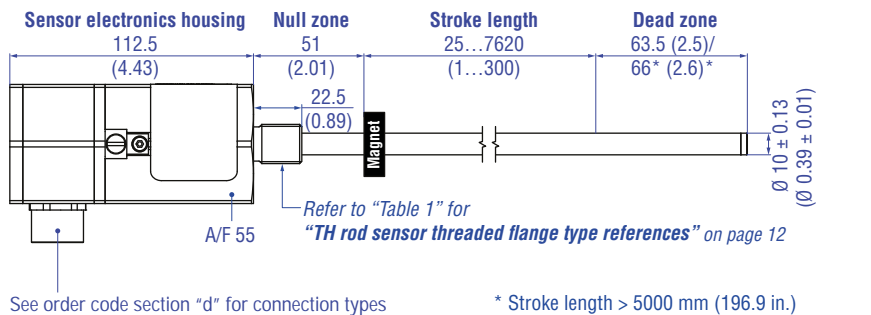 Sensor electronics housing Null zone Stroke length Dead zone
112.5 51 25…7620 63.5 (2.5)/
(4.43) (2.01) (1…300) 66* (2.6)*
22.5
(0.89)
Magnet
Ø 10 ± 0.13
(Ø 0.39 ± 0.01)
Refer to “Table 1” for
A/F 55 “TH rod sensor threaded flange type references” on page 12
See order code section “d” for connection types * Stroke length > 5000 mm (196.9 in.)